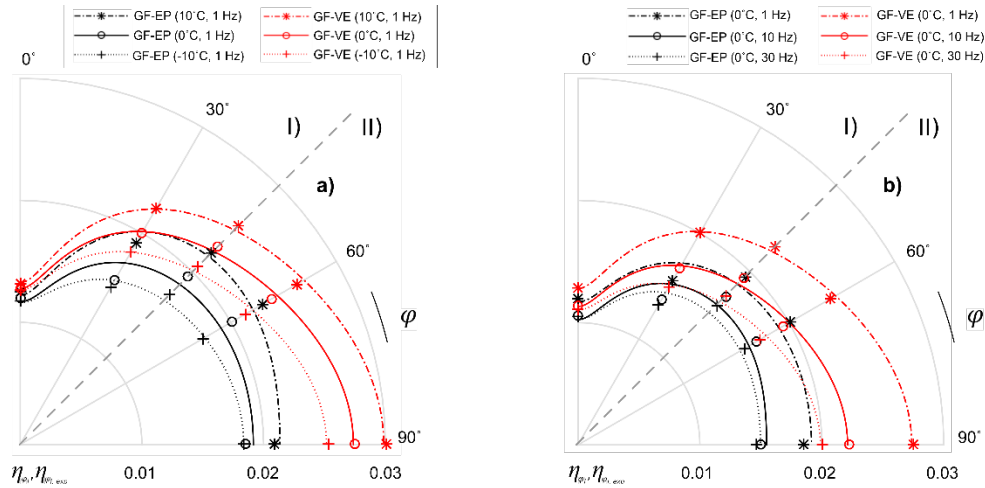 GF-EP (10°C, 1 Hz) GF-VE (10°C, 1 Hz)
GF-EP (0°C, 1 Hz) GF-VE (0°C, 1 Hz)
GF-EP (-10°C, 1 Hz) GF-VE (-10°C, 1 Hz)
0°
30°
I) II)
a)
60°
φ
90°
0.01 0.02 0.03
GF-EP (0°C, 1 Hz) GF-VE (0°C, 1 Hz)
GF-EP (0°C, 10 Hz) GF-VE (0°C, 10 Hz)
GF-EP (0°C, 30 Hz) GF-VE (0°C, 30 Hz)
0°
30°
I) II)
b)
60°
φ
90°
0.01 0.02 0.03